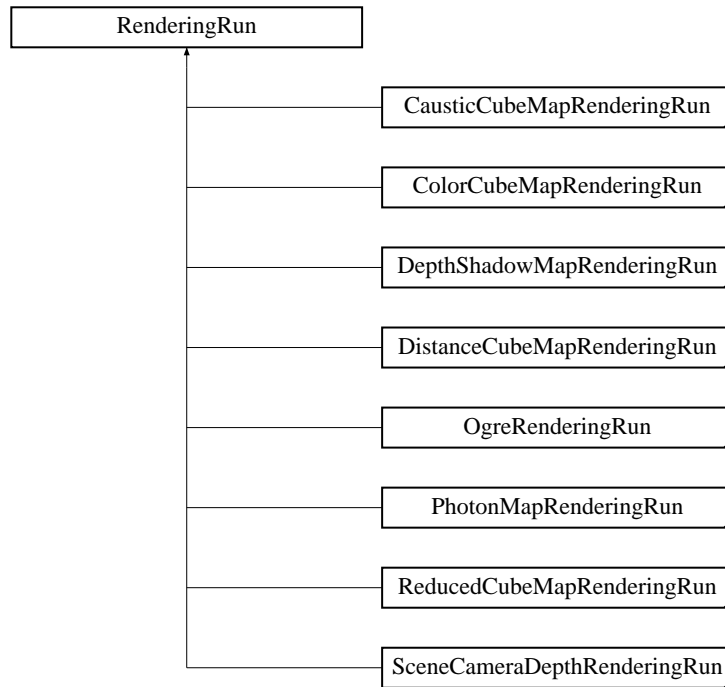 RenderingRun
CausticCubeMapRenderingRun
ColorCubeMapRenderingRun
DepthShadowMapRenderingRun
DistanceCubeMapRenderingRun
OgreRenderingRun
PhotonMapRenderingRun
ReducedCubeMapRenderingRun
SceneCameraDepthRenderingRun